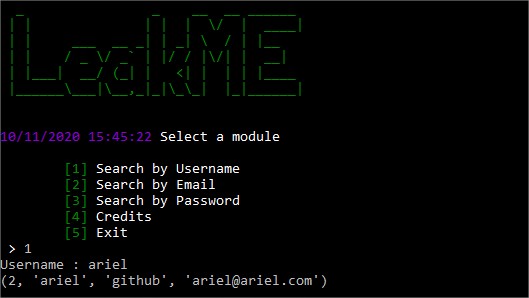 LeakME
10/11/2020 15:45:22 Select a module
[1] Search by Username
[2] Search by Email
[3] Search by Password
[4] Credits
[5] Exit
> 1
Username : ariel
(2, 'ariel', 'github', 'ariel@ariel.com')